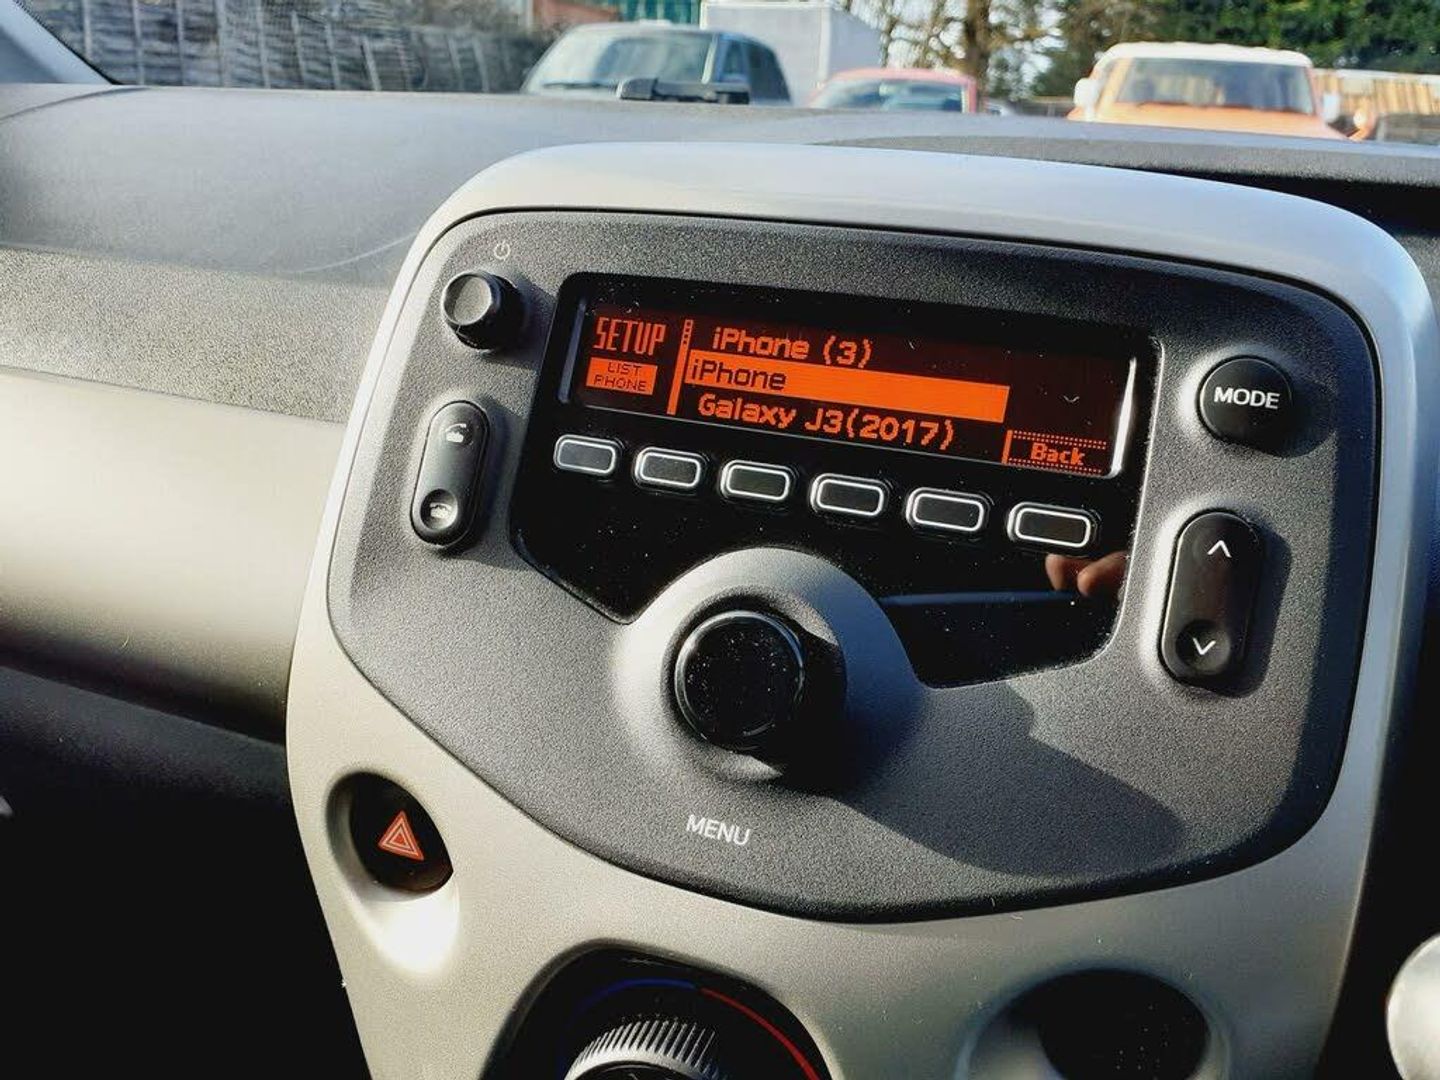 SETUP
LIST
PHONE
iPhone (3)
iPhone
Galaxy J3(2017)
Back
MODE
MENU